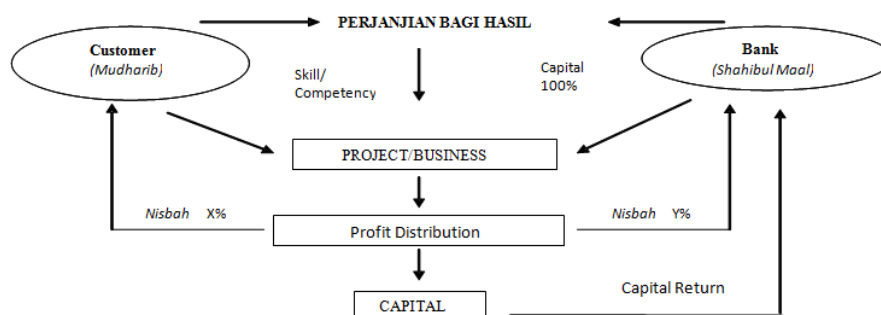 PERJANJIAN BAGI HASIL
Customer
(Mudharib)
Bank
(Shahibul Maal)
Skill/
Competency
Capital
100%
PROJECT/BUSINESS
Nisbah X%
Nisbah Y%
Profit Distribution
Capital Return
CAPITAL